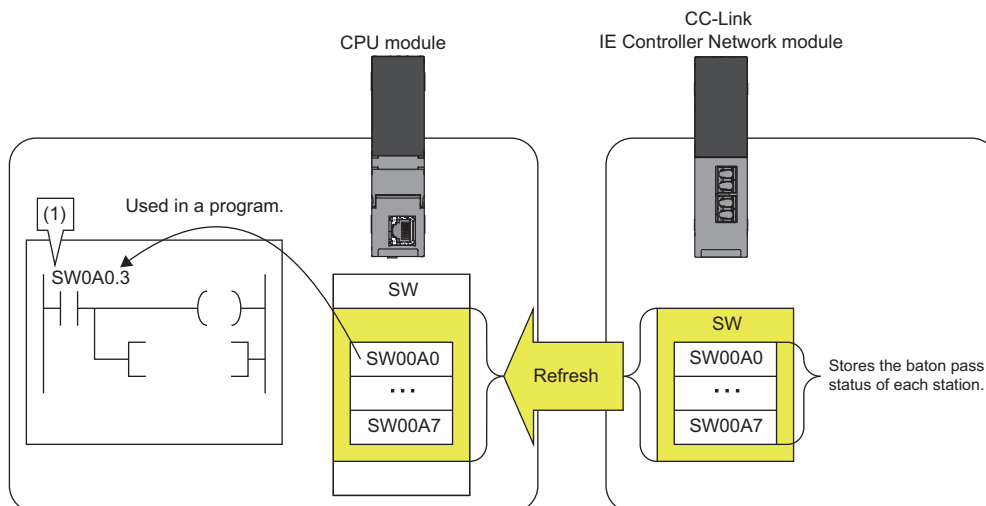 CC-Link
IE Controller Network module
CPU module
(1)
Used in a program.
SW0A0.3
SW
SW00A0
...
SW00A7
Refresh
SW
SW00A0
...
SW00A7
Stores the baton pass
status of each station.